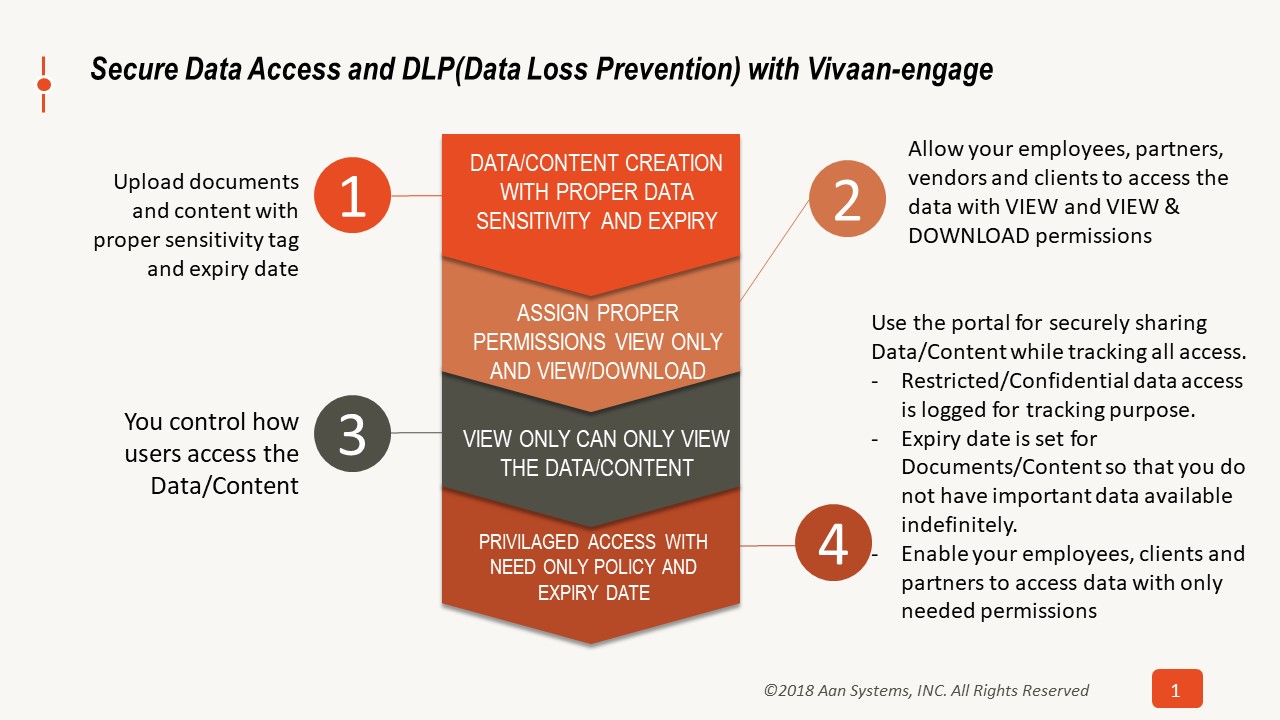 Secure Data Access and DLP(Data Loss Prevention) with Vivaan-engage
Upload documents
and content with
proper sensitivity tag
and expiry date
1
DATA/CONTENT CREATION
WITH PROPER DATA
SENSITIVITY AND EXPIRY
2
Allow your employees, partners,
vendors and clients to access the
data with VIEW and VIEW &
DOWNLOAD permissions
ASSIGN PROPER
PERMISSIONS VIEW ONLY
AND VIEW/DOWNLOAD
You control how
users access the
Data/Content
3
VIEW ONLY CAN ONLY VIEW
THE DATA/CONTENT
PRIVILAGED ACCESS WITH
NEED ONLY POLICY AND
EXPIRY DATE
4
Use the portal for securely sharing
Data/Content while tracking all access.
- Restricted/Confidential data access
is logged for tracking purpose.
- Expiry date is set for
Documents/Content so that you do
not have important data available
indefinitely.
- Enable your employees, clients and
partners to access data with only
needed permissions
©2018 Aan Systems, INC. All Rights Reserved
1